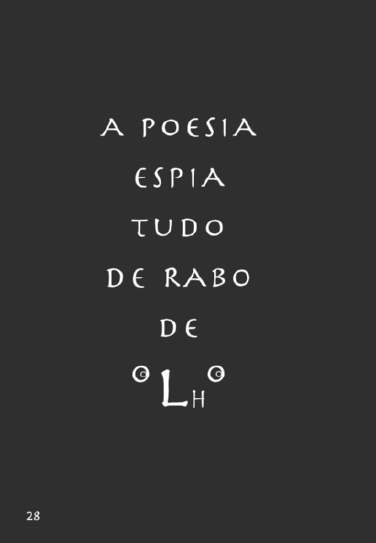 A POESIA
ESPIA
TUDO
DE RABO
DE
OLHO
28